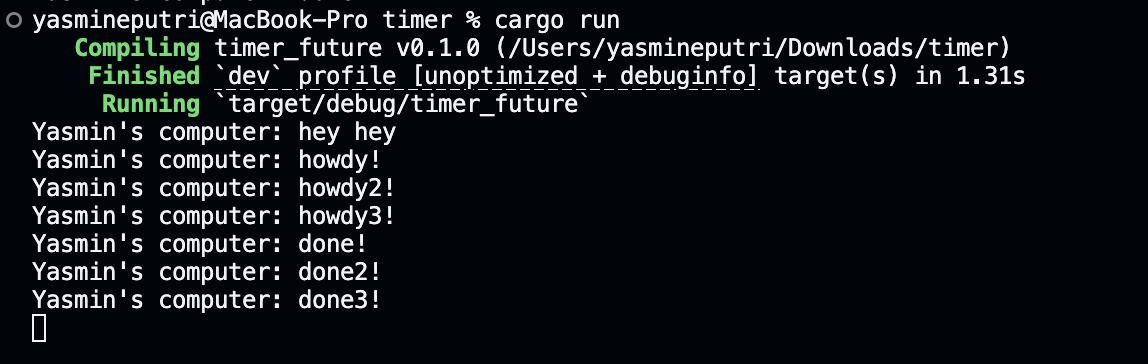 yasmineputri@MacBook-Pro timer % cargo run
Compiling timer_future v0.1.0 (/Users/yasmineputri/Downloads/timer)
Finished `dev` profile [unoptimized + debuginfo] target(s) in 1.31s
Running `target/debug/timer_future`
Yasmin's computer: hey hey
Yasmin's computer: howdy!
Yasmin's computer: howdy2!
Yasmin's computer: howdy3!
Yasmin's computer: done!
Yasmin's computer: done2!
Yasmin's computer: done3!